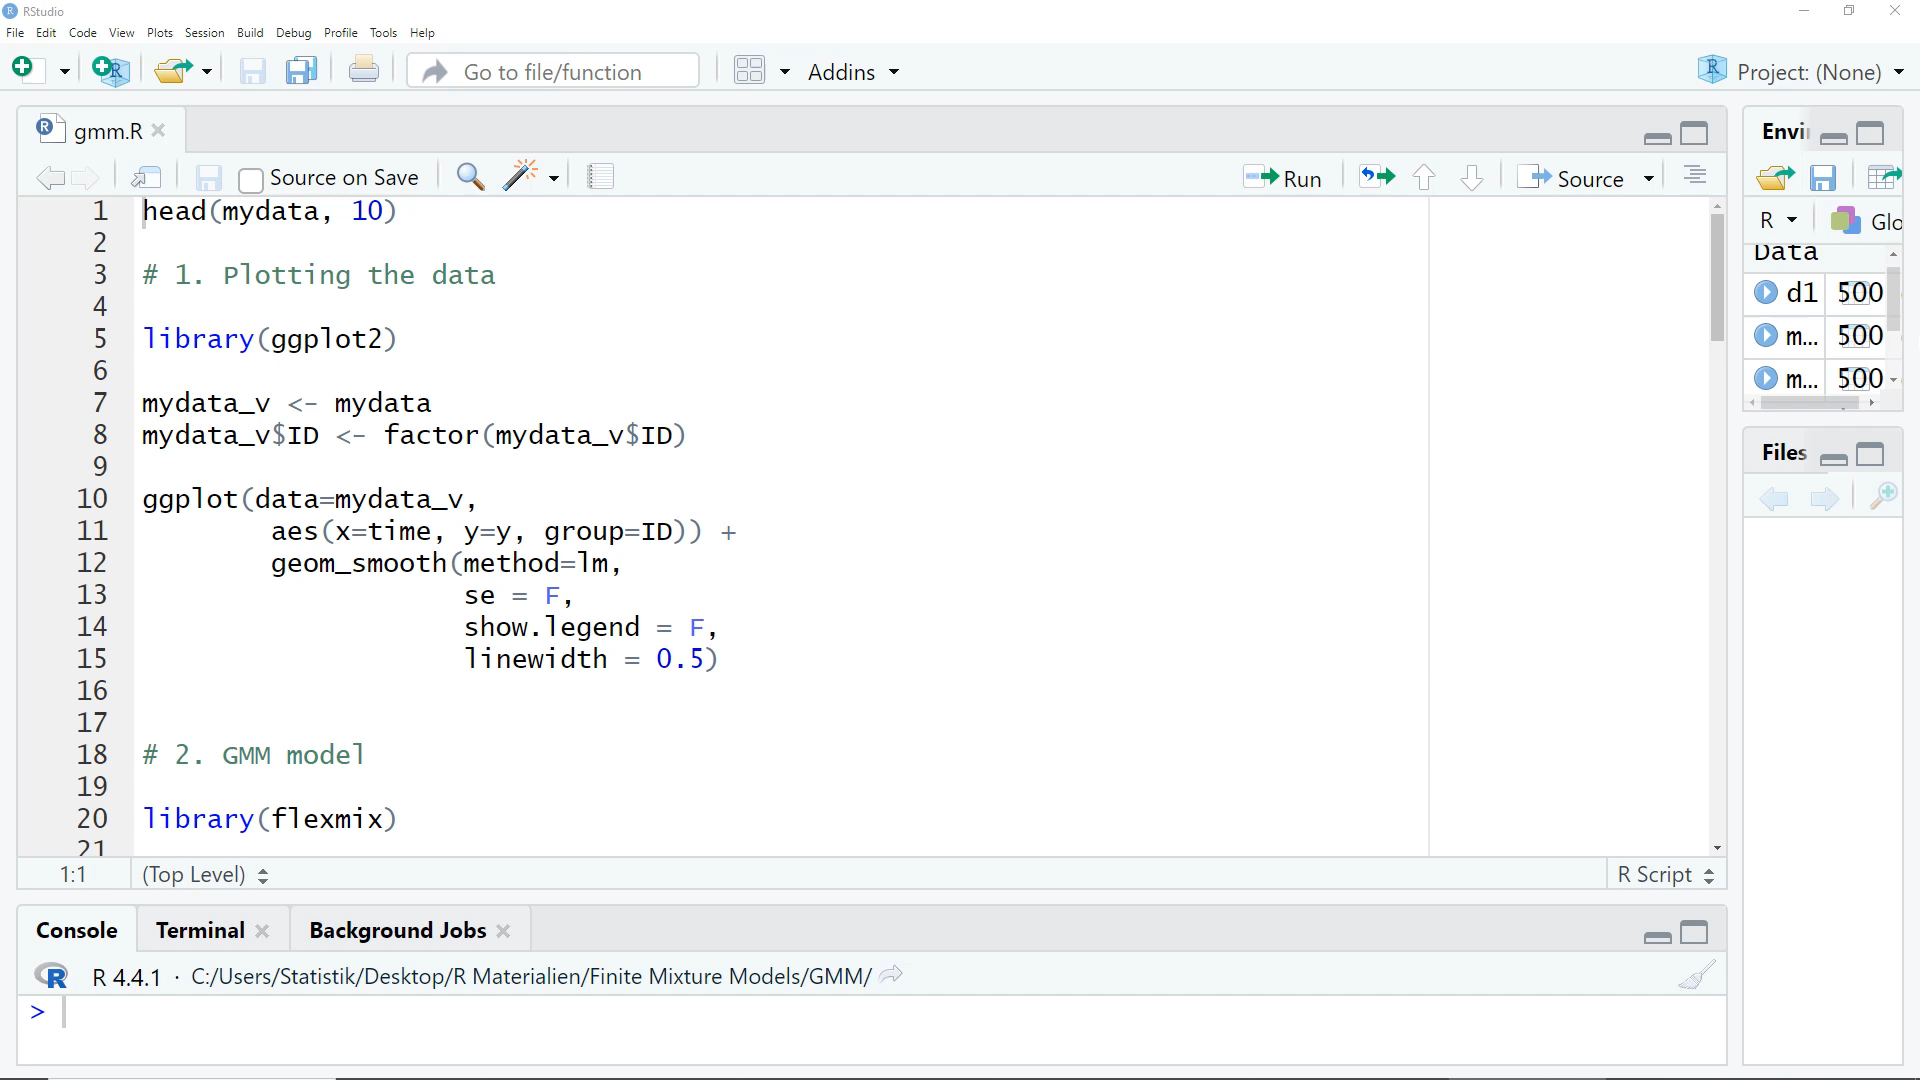 RStudio
File Edit Code View Plots Session Build Debug Profile Tools Help
Go to file/function
Addins
Project: (None)
gmm.R
Source on Save
Run
Source
1 head(mydata, 10)
2
3 # 1. Plotting the data
4
5 library(ggplot2)
6
7 mydata_v <- mydata
8 mydata_v$ID <- factor(mydata_v$ID)
9
10 ggplot(data=mydata_v,
11 aes(x=time, y=y, group=ID)) +
12 geom_smooth(method=lm,
13 se = F,
14 show.legend = F,
15 linewidth = 0.5)
16
17
18 # 2. GMM model
19
20 library(flexmix)
21
1:1 (Top Level) R Script
Console Terminal Background Jobs
R 4.4.1 · C:/Users/Statistik/Desktop/R Materialien/Finite Mixture Models/GMM/
>
Envi
R Glo
Data
d1 500
m... 500
m... 500
Files